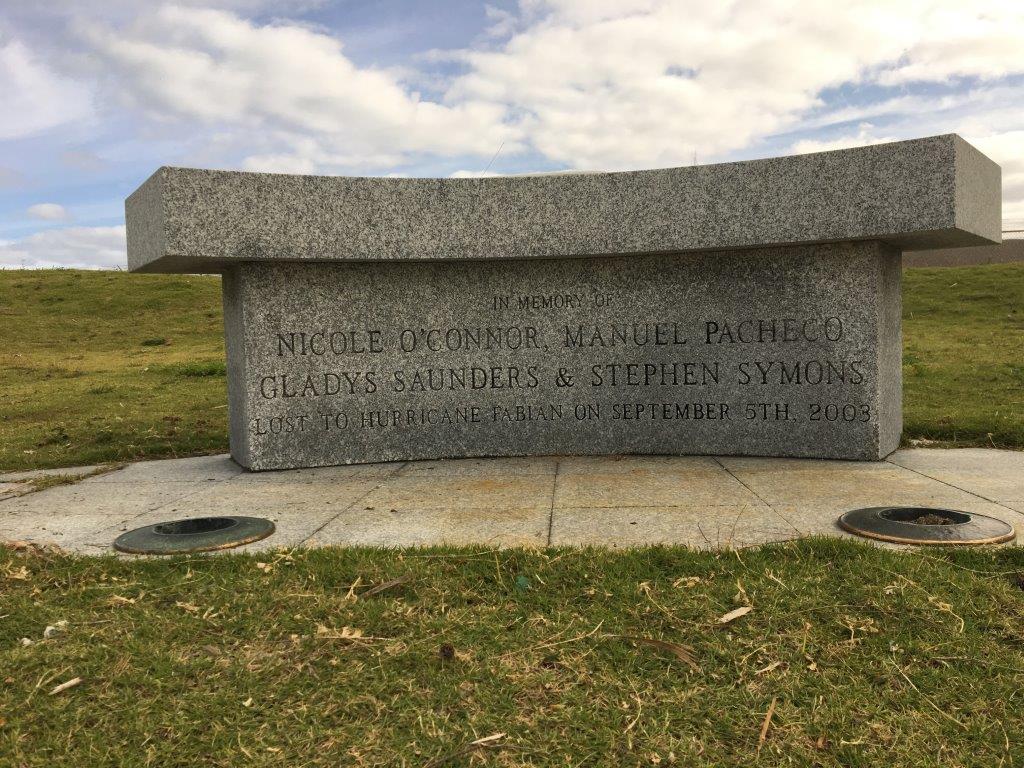 IN MEMORY OF
NICOLE O'CONNOR, MANUEL PACHECO
GLADYS SAUNDERS & STEPHEN SYMONS
LOST TO HURRICANE FABIAN ON SEPTEMBER 5TH, 2003